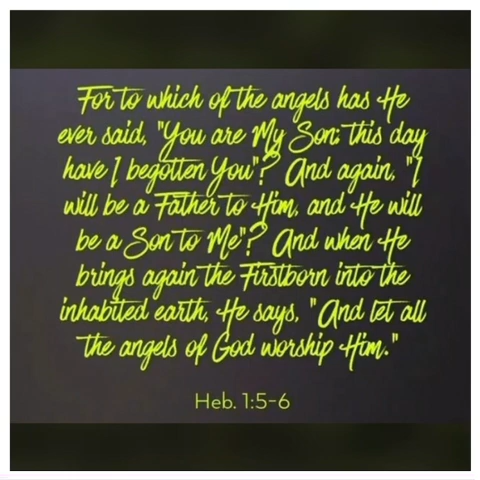 For to which of the angels has He
ever said, "You are My Son; this day
have I begotten You"? And again, "I
will be a Father to Him, and He will
be a Son to Me"? And when He
brings again the Firstborn into the
inhabited earth, He says, "And let all
the angels of God worship Him."
Heb. 1:5-6